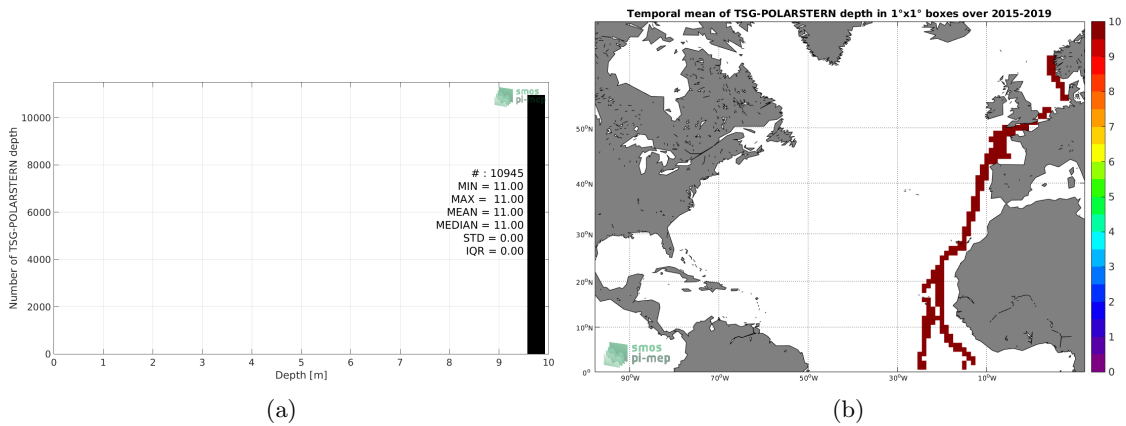 smos
pi-mep
Number of TSG-POLARSTERN depth
10000
8000
6000
4000
2000
0
# : 10945
MIN = 11.00
MAX = 11.00
MEAN = 11.00
MEDIAN = 11.00
STD = 0.00
IQR = 0.00
0 1 2 3 4 5 6 7 8 9 10
Depth [m]
(a)
Temporal mean of TSG-POLARSTERN depth in 1°x1° boxes over 2015-2019
50°N
40°N
30°N
20°N
10°N
0°
90°W 70°W 50°W 30°W 10°W
smos
pi-mep
10
9
8
7
6
5
4
3
2
1
0
(b)